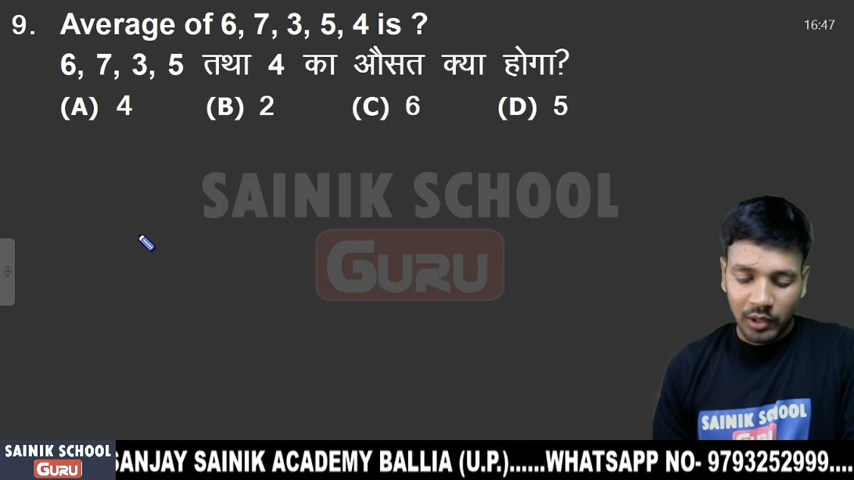 9. Average of 6, 7, 3, 5, 4 is ?
16:47
6, 7, 3, 5 तथा 4 का औसत क्या होगा?
(A) 4 (B) 2 (C) 6 (D) 5
SAINIK SCHOOL
GURU
SAINIK SCHOOL
GURU
SAINIK SCHOOL
GURU
SANJAY SAINIK ACADEMY BALLIA (U.P.)......WHATSAPP NO- 9793252999....